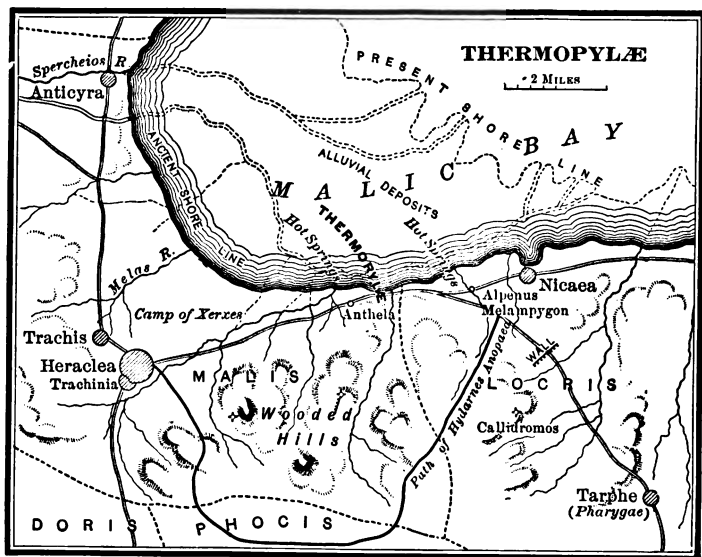 THERMOPYLÆ
2 MILES
Spercheios R.
Anticyra
PRESENT SHORE LINE
MALIC BAY
ANCIENT SHORE LINE
ALLUVIAL DEPOSITS
Hot Springs
THERMOPYLÆ
Hot Springs
Melas R.
Camp of Xerxes
Anthela
Nicaea
Alpenus
Melampygon
Trachis
Heraclea
Trachinia
MALIS
Wooded
Hills
WALL
LOCRIS
Path of Hydarnes Anopaea
Callidromos
Tarphe
(Pharygae)
DORIS
PHOCIS